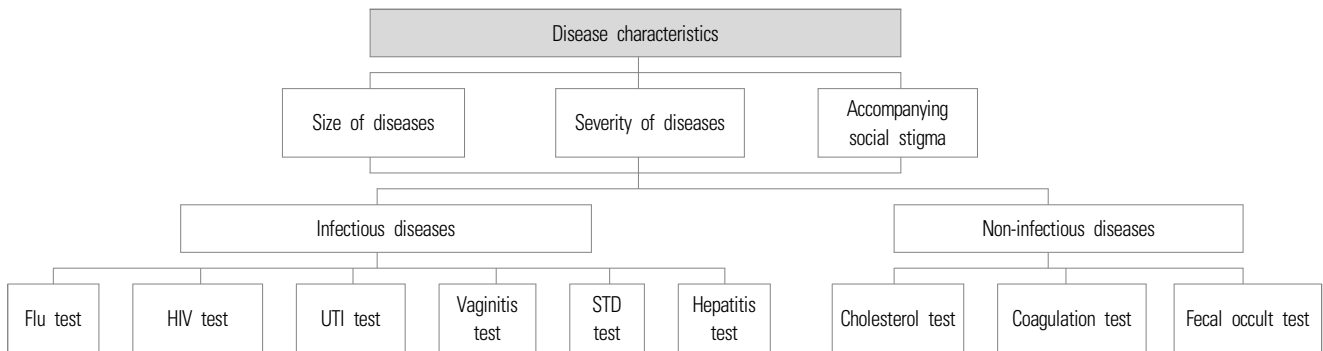 Disease characteristics
Size of diseases
Severity of diseases
Accompanying
social stigma
Infectious diseases
Non-infectious diseases
Flu test
HIV test
UTI test
Vaginitis
test
STD
test
Hepatitis
test
Cholesterol test
Coagulation test
Fecal occult test